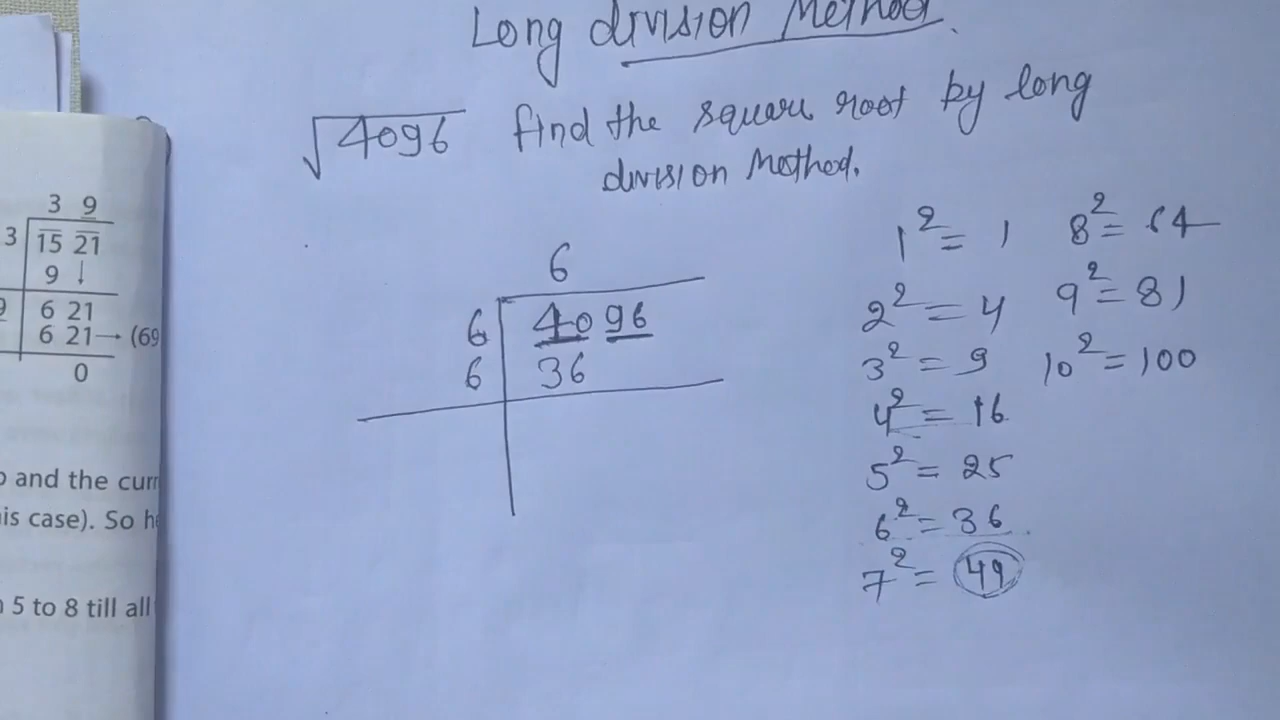 Long division Method.
√4096 find the square root by long
division Method.
3 9
3 15 21
9 ↓
6 21
6 21 → (69
0
and the curr
is case). So h
5 to 8 till all
6
6 40 96
6 36
1² = 1
2² = 4
3² = 9
4² = 16
5² = 25
6² = 36
7² = 49
8² = 64
9² = 81
10² = 100